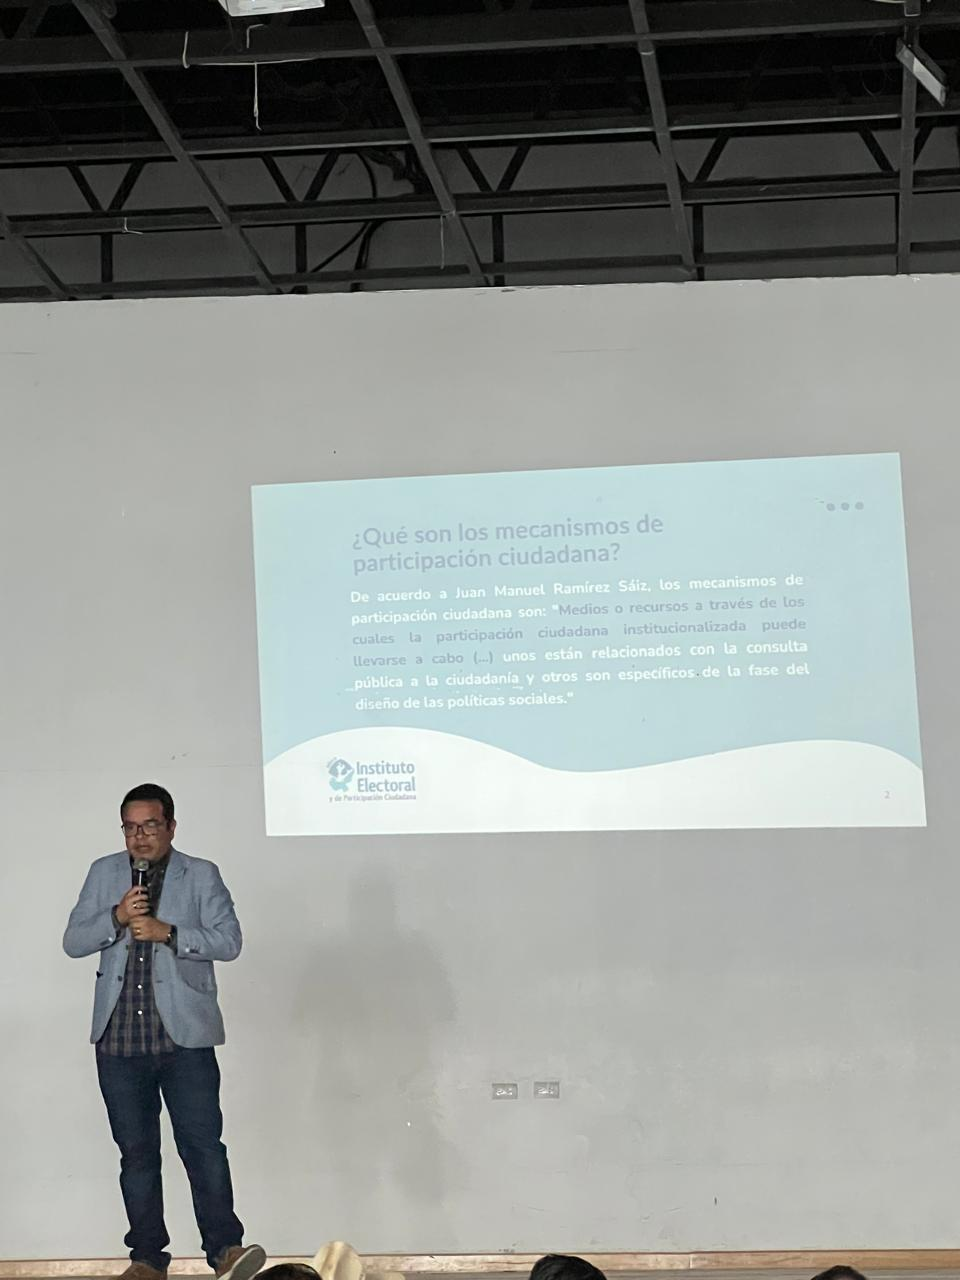 ¿Qué son los mecanismos de
participación ciudadana?
De acuerdo a Juan Manuel Ramírez Sáiz, los mecanismos de
participación ciudadana son: "Medios o recursos a través de los
cuales la participación ciudadana institucionalizada puede
llevarse a cabo (...) unos están relacionados con la consulta
pública a la ciudadanía y otros son específicos de la fase del
diseño de las políticas sociales."
Instituto
Electoral
y de Participación Ciudadana
2